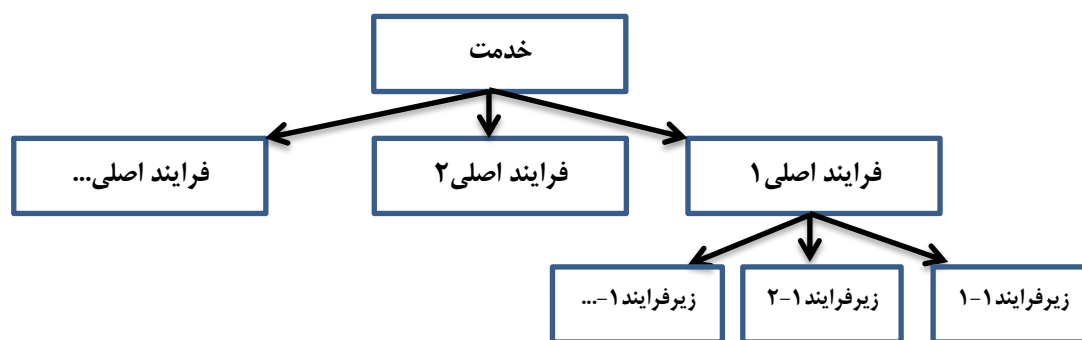 خدمت
فرایند اصلی۱
فرایند اصلی۲
فرایند اصلی...
زیرفرایند۱-۱
زیرفرایند۱-۲
زیرفرایند۱-...